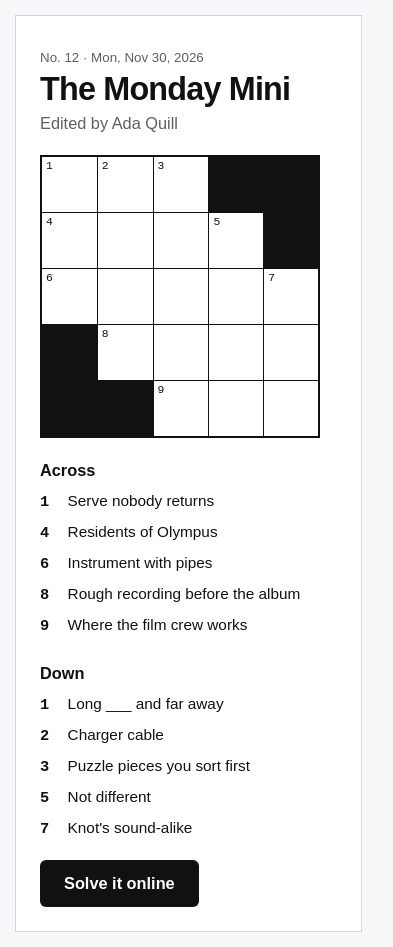 No. 12 · Mon, Nov 30, 2026
The Monday Mini
Edited by Ada Quill
1 2 3
4 5
6 7
8
9
Across
1 Serve nobody returns
4 Residents of Olympus
6 Instrument with pipes
8 Rough recording before the album
9 Where the film crew works
Down
1 Long ___ and far away
2 Charger cable
3 Puzzle pieces you sort first
5 Not different
7 Knot's sound-alike
Solve it online